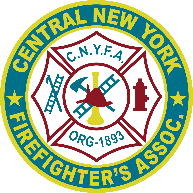 CENTRAL NEW YORK
C.N.Y.F.A.
ORG-1893
FIREFIGHTER'S ASSOC.